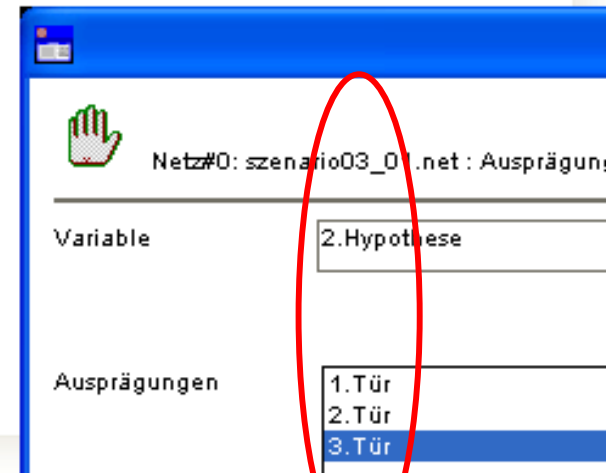 Netz#0: szenario03_01.net : Ausprägung
Variable
2.Hypothese
Ausprägungen
1.Tür
2.Tür
3.Tür